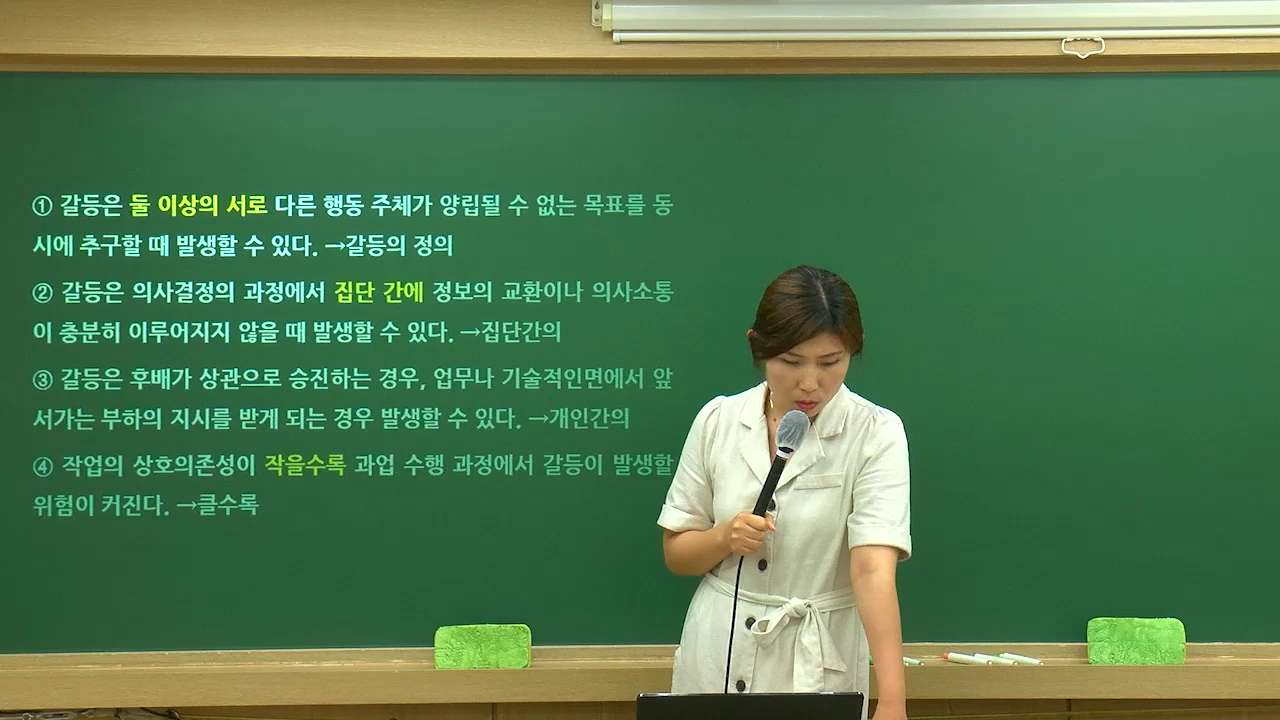 ① 갈등은 둘 이상의 서로 다른 행동 주체가 양립될 수 없는 목표를 동
시에 추구할 때 발생할 수 있다. →갈등의 정의
② 갈등은 의사결정의 과정에서 집단 간에 정보의 교환이나 의사소통
이 충분히 이루어지지 않을 때 발생할 수 있다. →집단간의
③ 갈등은 후배가 상관으로 승진하는 경우, 업무나 기술적인면에서 앞
서가는 부하의 지시를 받게 되는 경우 발생할 수 있다. →개인간의
④ 작업의 상호의존성이 작을수록 과업 수행 과정에서 갈등이 발생할
위험이 커진다. →클수록